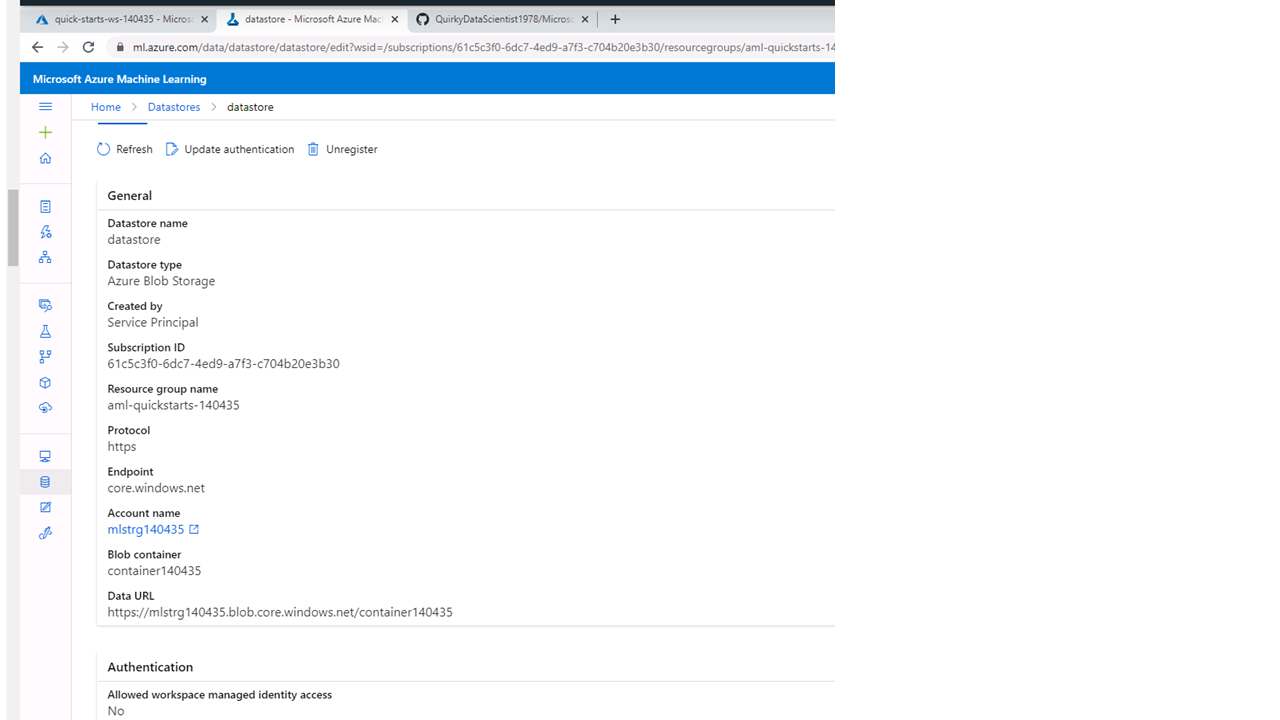 quick-starts-ws-140435 - Micros
datastore - Microsoft Azure Mac
QuirkyDataScientist1978/Micros
ml.azure.com/data/datastore/datastore/edit?wsid=/subscriptions/61c5c3f0-6dc7-4ed9-a7f3-c704b20e3b30/resourcegroups/aml-quickstarts-14
Microsoft Azure Machine Learning
Home > Datastores > datastore
Refresh Update authentication Unregister
General
Datastore name
datastore
Datastore type
Azure Blob Storage
Created by
Service Principal
Subscription ID
61c5c3f0-6dc7-4ed9-a7f3-c704b20e3b30
Resource group name
aml-quickstarts-140435
Protocol
https
Endpoint
core.windows.net
Account name
mlstrg140435
Blob container
container140435
Data URL
https://mlstrg140435.blob.core.windows.net/container140435
Authentication
Allowed workspace managed identity access
No